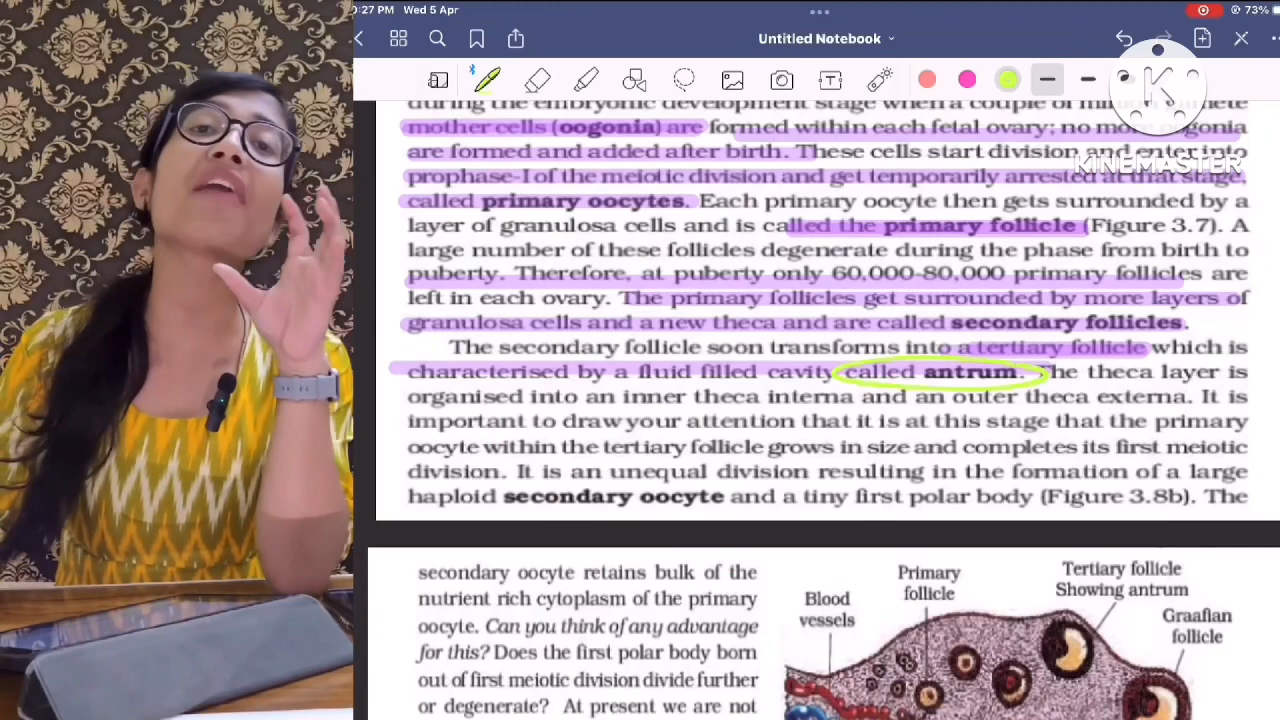 0:27 PM Wed 5 Apr
73%
Untitled Notebook
K
KINEMASTER
during the embryonic development stage when a couple of
mother cells (oogonia) are formed within each fetal ovary; no more oogonia
are formed and added after birth. These cells start division and enter into
prophase-I of the meiotic division and get temporarily arrested at that stage,
called primary oocytes. Each primary oocyte then gets surrounded by a
layer of granulosa cells and is called the primary follicle (Figure 3.7). A
large number of these follicles degenerate during the phase from birth to
puberty. Therefore, at puberty only 60,000-80,000 primary follicles are
left in each ovary. The primary follicles get surrounded by more layers of
granulosa cells and a new theca and are called secondary follicles.
The secondary follicle soon transforms into a tertiary follicle which is
characterised by a fluid filled cavity called antrum. The theca layer is
organised into an inner theca interna and an outer theca externa. It is
important to draw your attention that it is at this stage that the primary
oocyte within the tertiary follicle grows in size and completes its first meiotic
division. It is an unequal division resulting in the formation of a large
haploid secondary oocyte and a tiny first polar body (Figure 3.8b). The
secondary oocyte retains bulk of the
nutrient rich cytoplasm of the primary
oocyte. Can you think of any advantage
for this? Does the first polar body born
out of first meiotic division divide further
or degenerate? At present we are not
Blood
vessels
Primary
follicle
Tertiary follicle
Showing antrum
Graafian
follicle